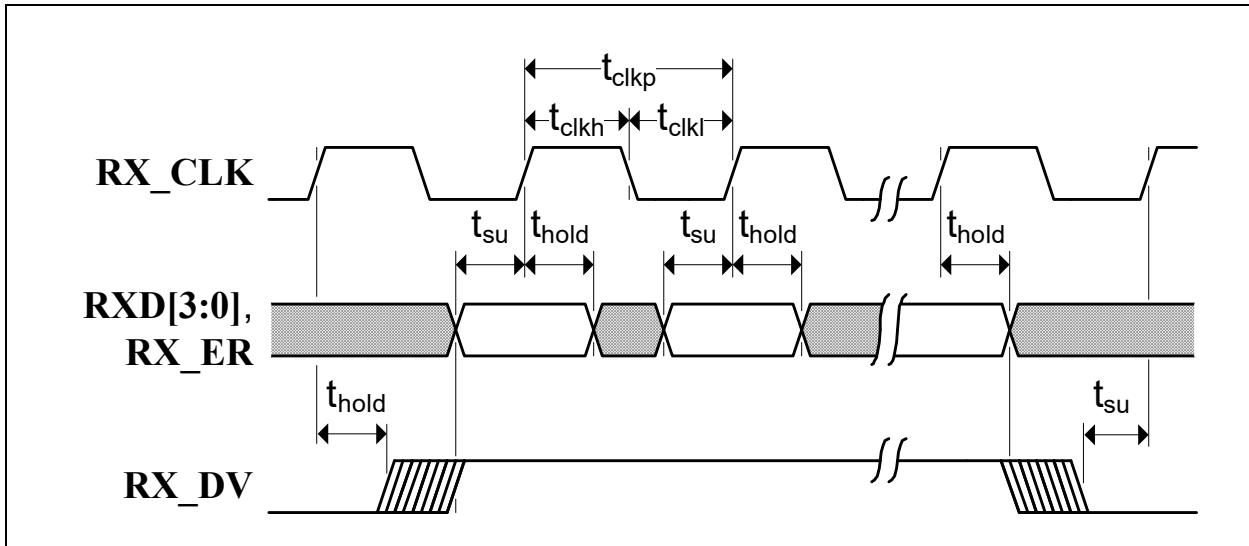 tclkp
tclkh tclkl
RX_CLK
tsu thold tsu thold thold
RXD[3:0],
RX_ER
thold tsu
RX_DV